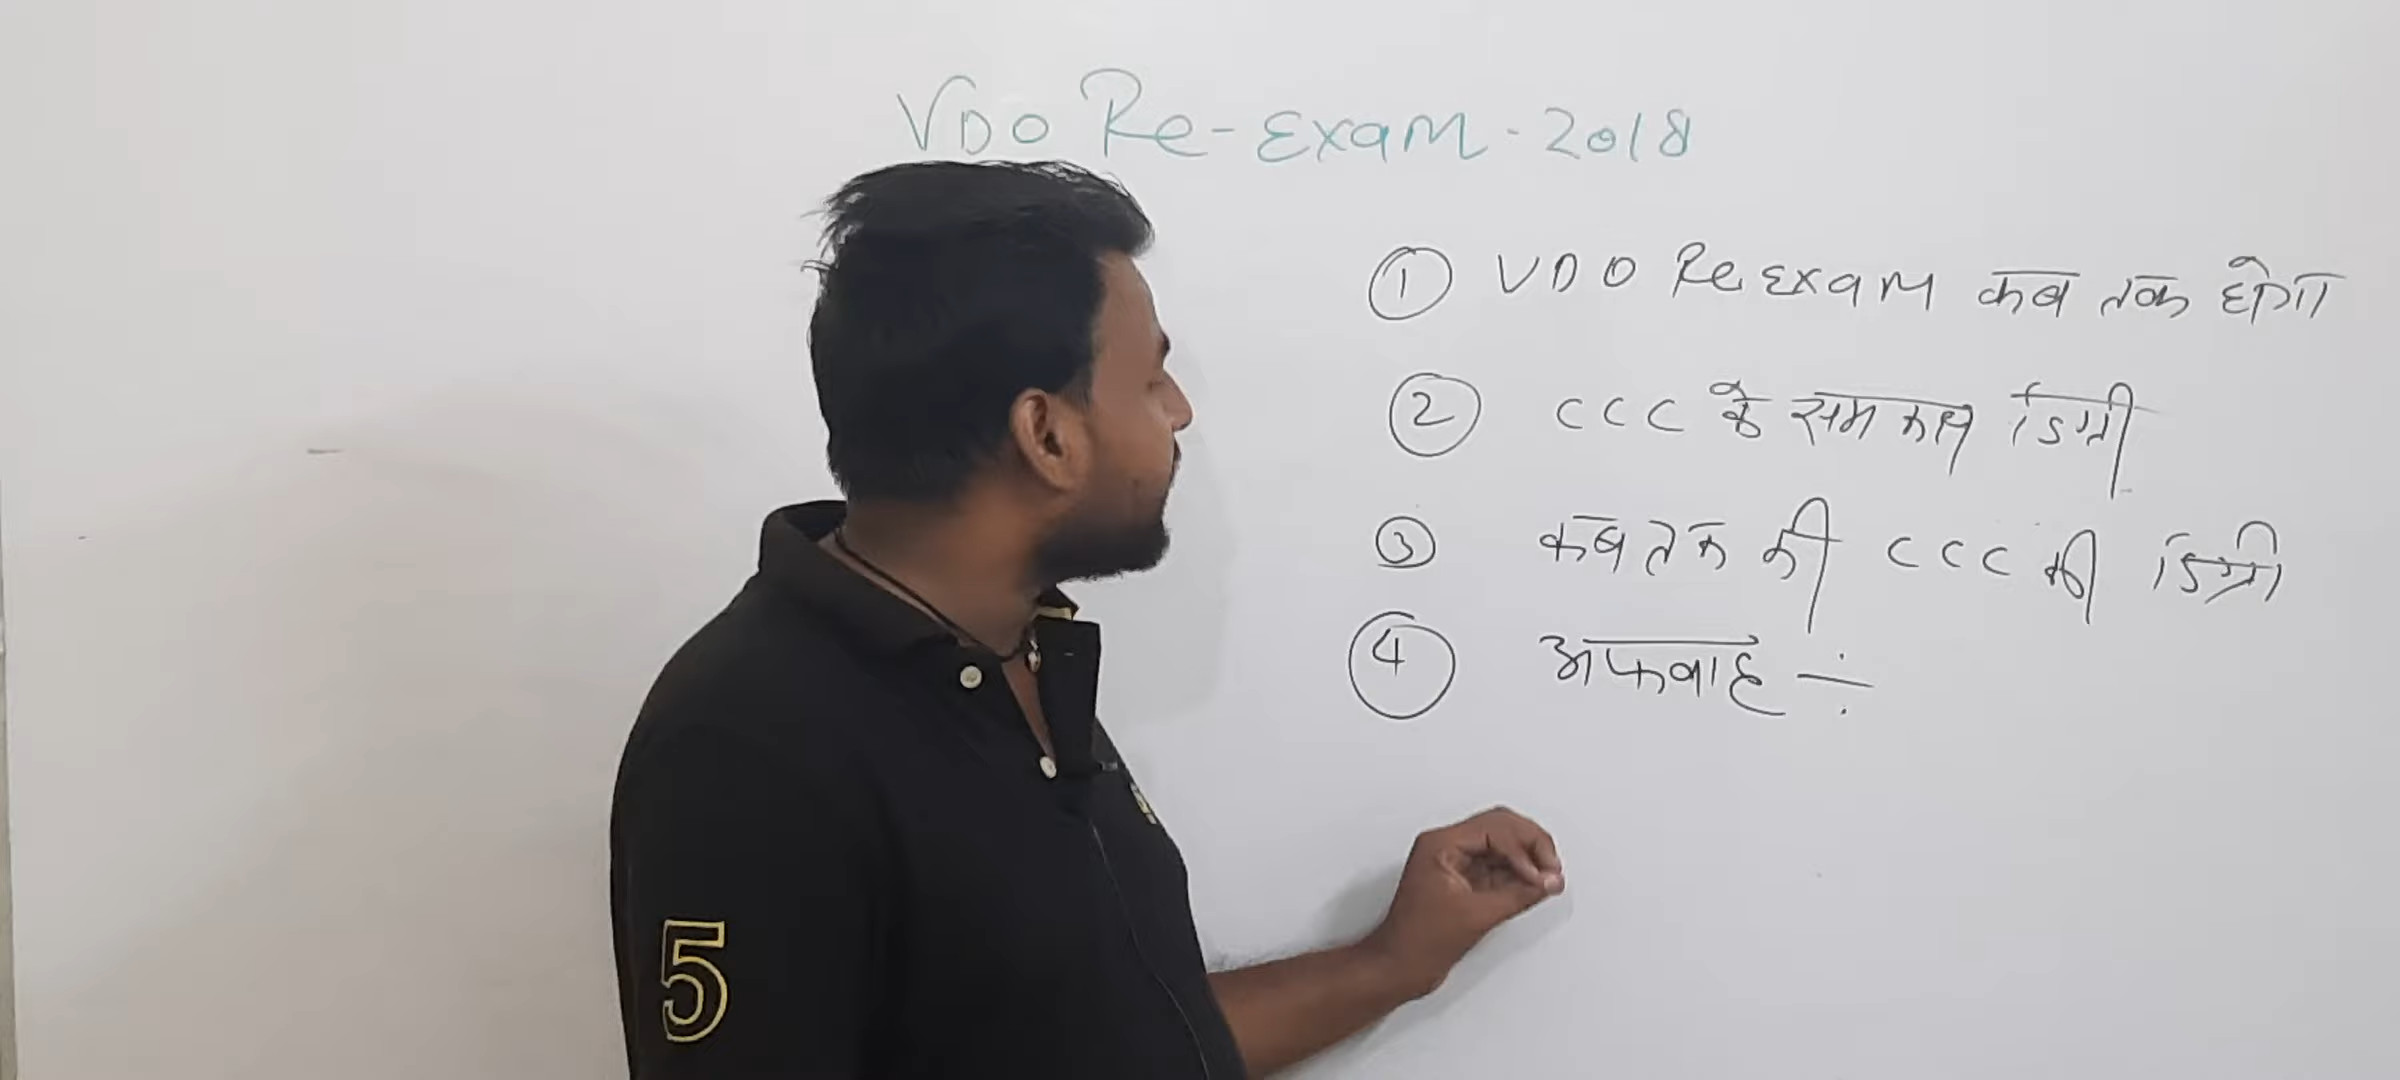 VDO Re-Exam-2018
① VDO Re Exam कब तक होगा
② CCC के समकक्ष डिग्री
③ कब तक की CCC की डिग्री
④ अफवाह ÷
5